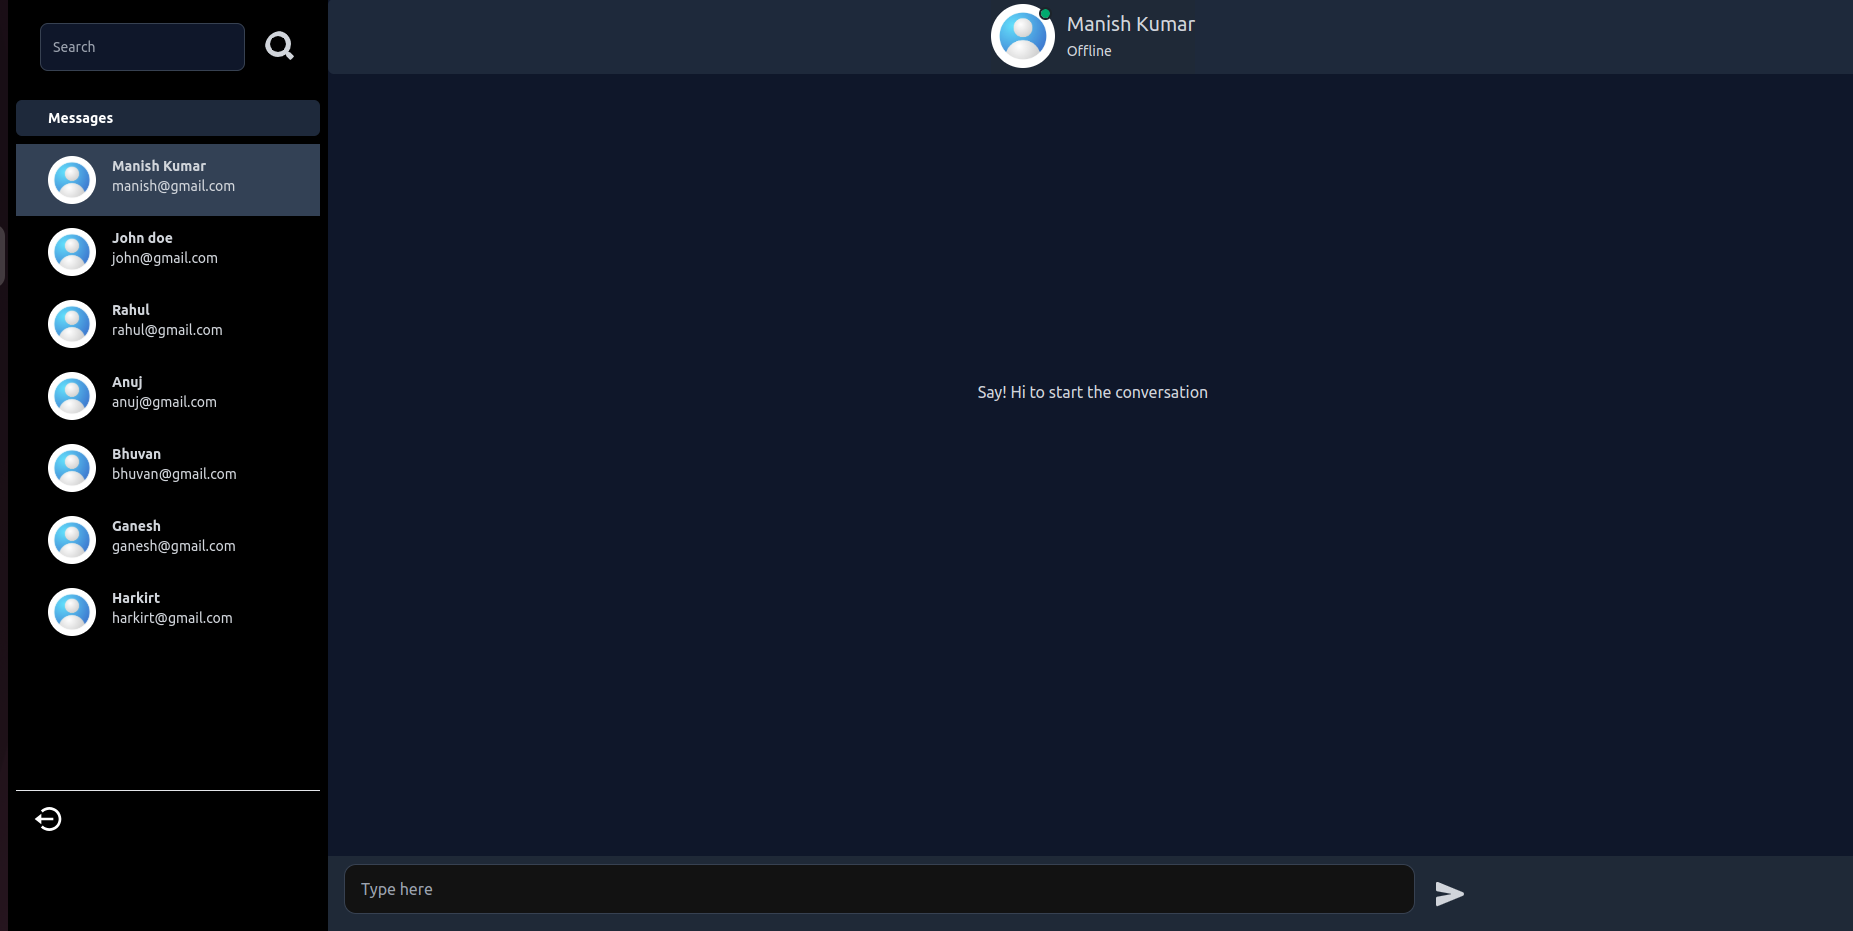 Search
Messages
Manish Kumar
manish@gmail.com
John doe
john@gmail.com
Rahul
rahul@gmail.com
Anuj
anuj@gmail.com
Bhuvan
bhuvan@gmail.com
Ganesh
ganesh@gmail.com
Harkirt
harkirt@gmail.com
Manish Kumar
Offline
Say! Hi to start the conversation
Type here